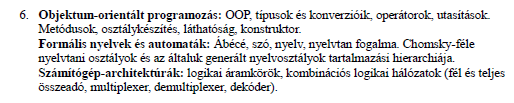 6. Objektum-orientált programozás: OOP, típusok és konverzióik, operátorok, utasítások.
Metódusok, osztálykészítés, láthatóság, konstruktor.
Formális nyelvek és automaták: Ábécé, szó, nyelv, nyelvtan fogalma. Chomsky-féle
nyelvtani osztályok és az általuk generált nyelvosztályok tartalmazási hierarchiája.
Számítógép-architektúrák: logikai áramkörök, kombinációs logikai hálózatok (fél és teljes
összeadó, multiplexer, demultiplexer, dekóder).